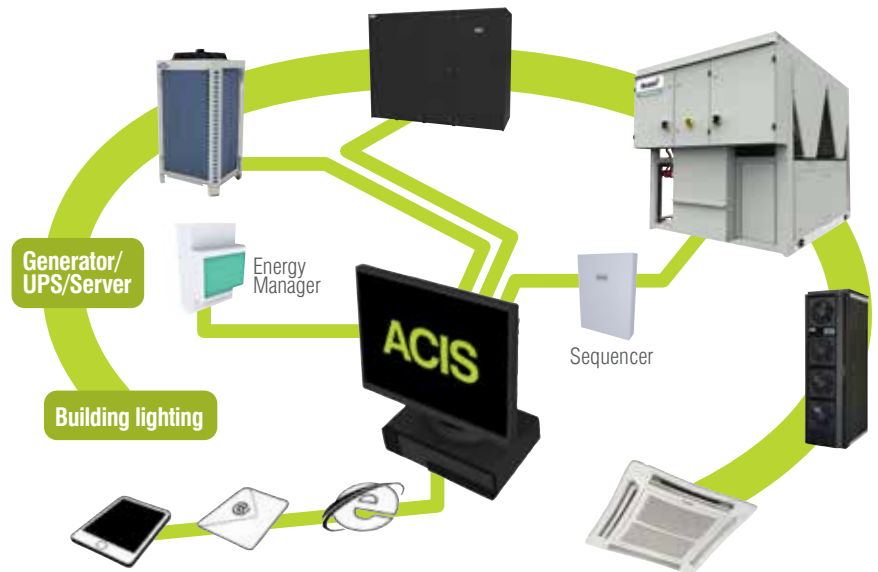 Generator/
UPS/Server
Energy
Manager
ACIS
Sequencer
Building lighting
@